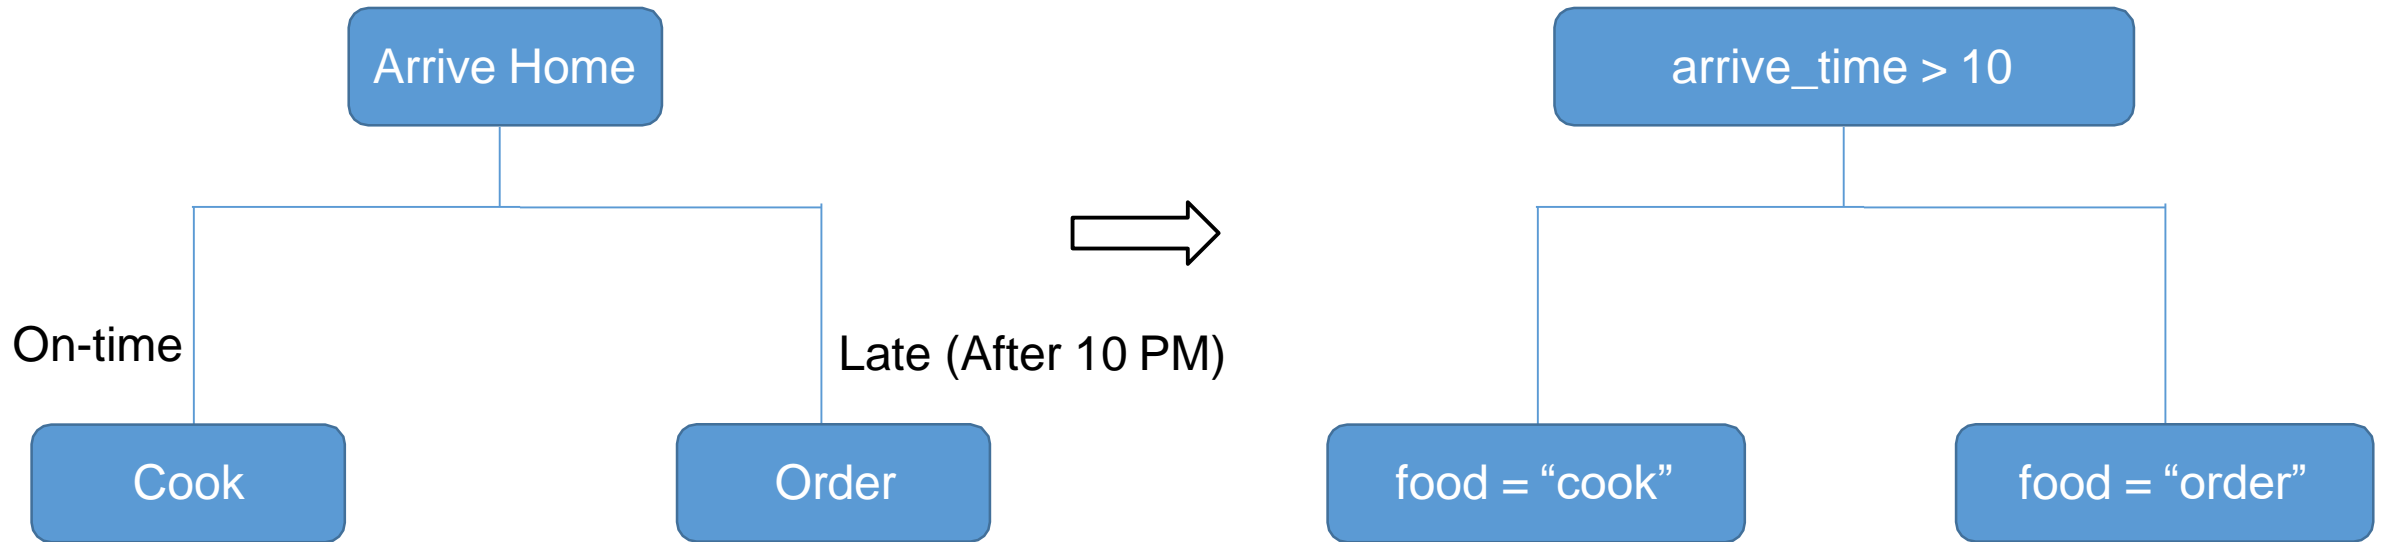 Arrive Home
On-time
Late (After 10 PM)
Cook
Order
arrive_time > 10
food = “cook”
food = “order”